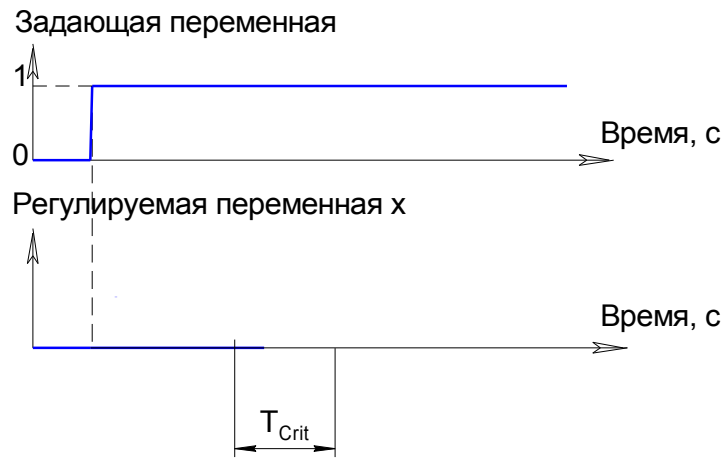 Задающая переменная
1
0
Время, с
Регулируемая переменная x
Время, с
T_Crit